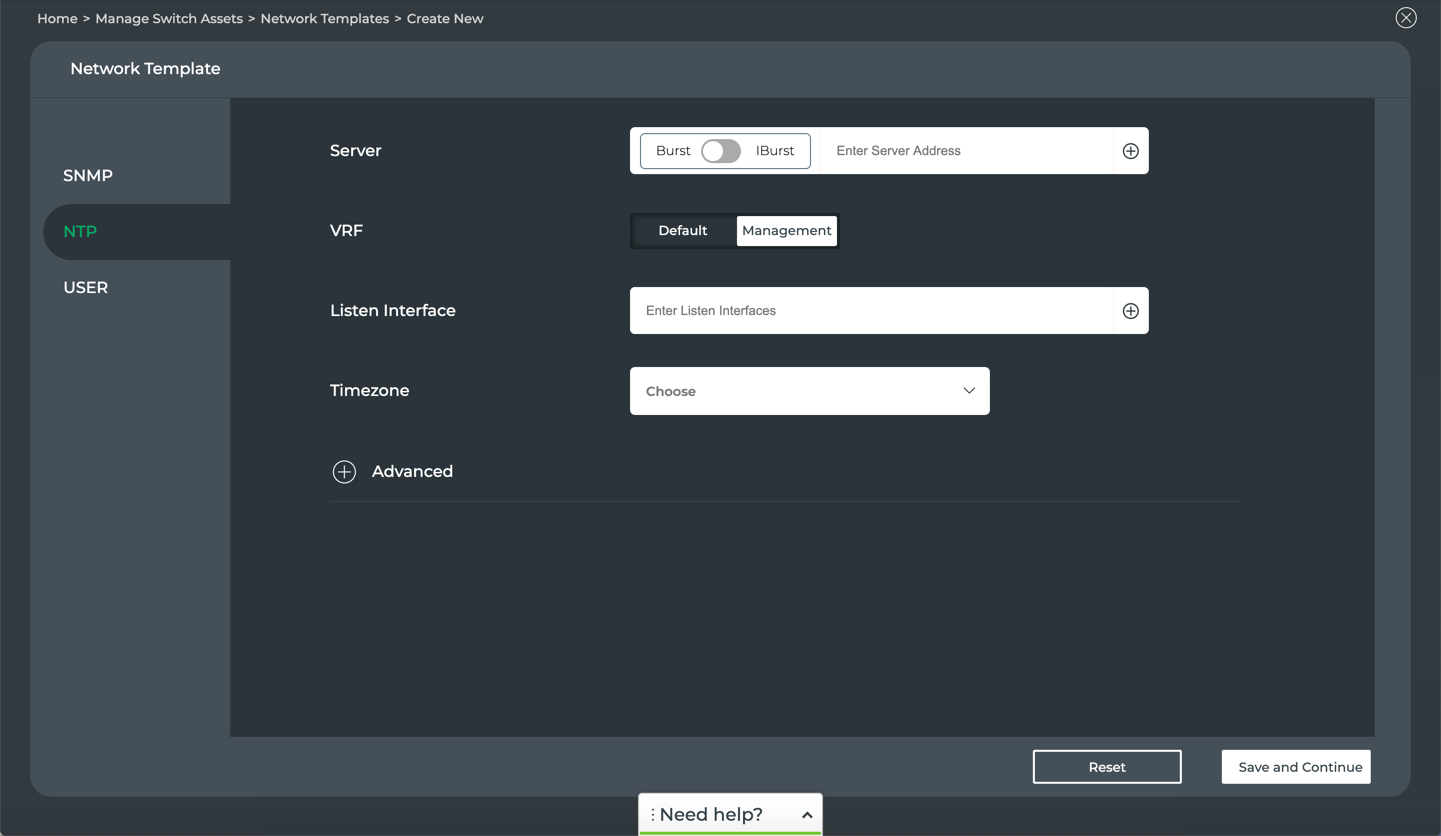 Home > Manage Switch Assets > Network Templates > Create New
Network Template
SNMP
NTP
USER
Server
Burst
IBurst
Enter Server Address
VRF
Default
Management
Listen Interface
Enter Listen Interfaces
Timezone
Choose
Advanced
Reset
Save and Continue
Need help?